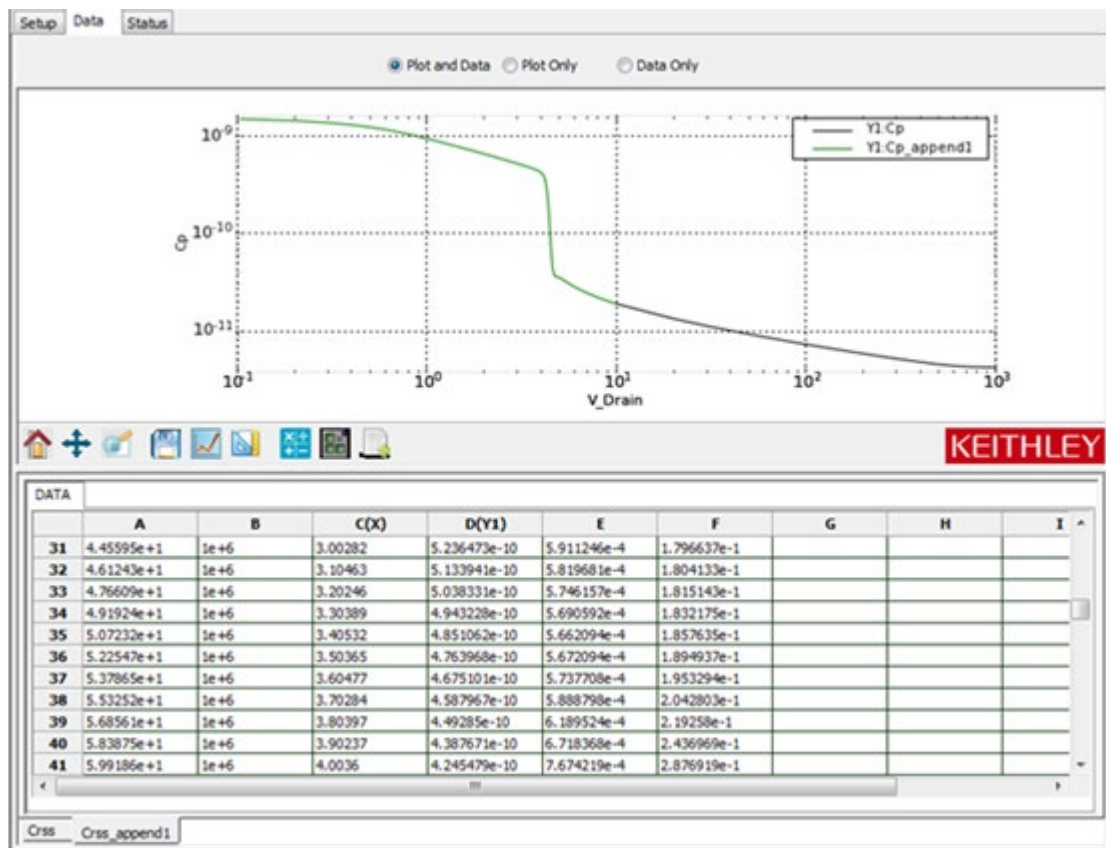 Setup Data Status
Plot and Data Plot Only Data Only
Y1:Cp
Y1:Cp_append1
10-9
10-10
10-11
Cp
10-1 100 101 102 103
V_Drain
KEITHLEY
DATA
A B C(X) D(Y1) E F G H I
31 4.45595e+1 1e+6 3.00282 5.236473e-10 5.911246e-4 1.796637e-1
32 4.61243e+1 1e+6 3.10463 5.133941e-10 5.819681e-4 1.804133e-1
33 4.76609e+1 1e+6 3.20246 5.038331e-10 5.746157e-4 1.815143e-1
34 4.91924e+1 1e+6 3.30389 4.943228e-10 5.690592e-4 1.832175e-1
35 5.07232e+1 1e+6 3.40532 4.851062e-10 5.662094e-4 1.857635e-1
36 5.22547e+1 1e+6 3.50365 4.763968e-10 5.672094e-4 1.894937e-1
37 5.37865e+1 1e+6 3.60477 4.675101e-10 5.737708e-4 1.953294e-1
38 5.53252e+1 1e+6 3.70284 4.587967e-10 5.888798e-4 2.042803e-1
39 5.68561e+1 1e+6 3.80397 4.49285e-10 6.189524e-4 2.19258e-1
40 5.83875e+1 1e+6 3.90237 4.387671e-10 6.718368e-4 2.436969e-1
41 5.99186e+1 1e+6 4.0036 4.245479e-10 7.674219e-4 2.876919e-1
Crss Crss_append1